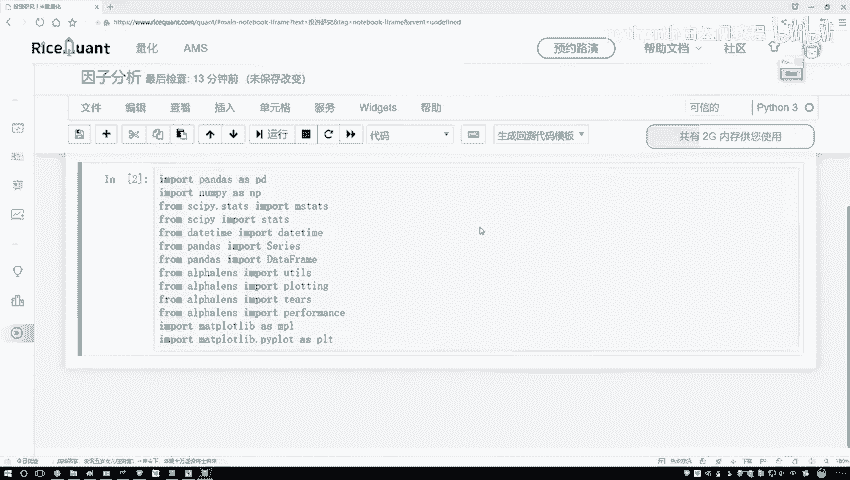 https://www.ricequant.com/quant/#main-notebook-iframe?text=投资研究&tag=notebook-iframe&event=undefined
RiceQuant 量化 AMS 预约路演 帮助文档 社区
因子分析 最后检查: 13 分钟前 (未保存改变)
文件 编辑 查看 插入 单元格 服务 Widgets 帮助 可信的 Python 3
运行 代码 生成回测代码模板 共有 2G 内存供您使用
In [2]: import pandas as pd
import numpy as np
from scipy.stats import mstats
from scipy import stats
from datetime import datetime
from pandas import Series
from pandas import DataFrame
from alphalens import utils
from alphalens import plotting
from alphalens import tears
from alphalens import performance
import matplotlib as mpl
import matplotlib.pyplot as plt